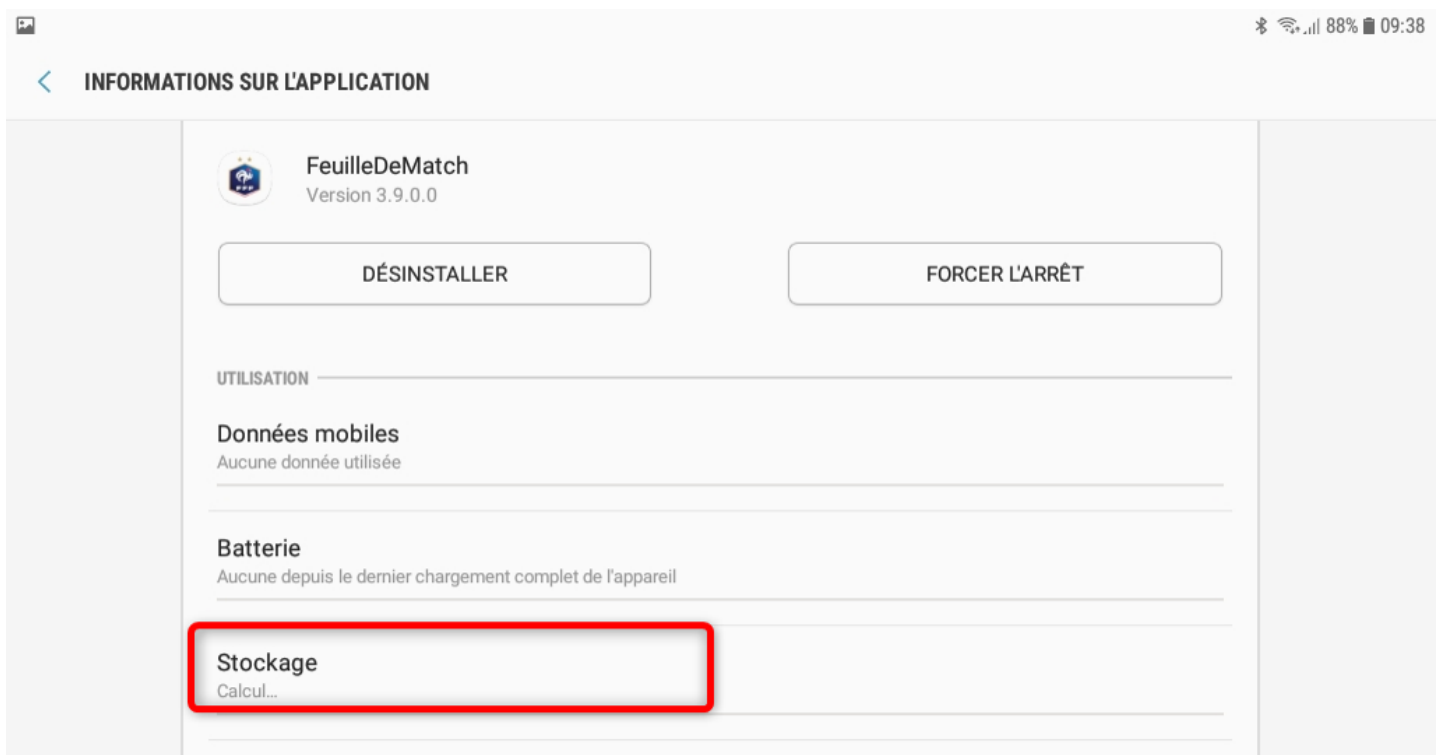 88% 09:38
INFORMATIONS SUR L'APPLICATION
FeuilleDeMatch
Version 3.9.0.0
DÉSINSTALLER
FORCER L'ARRÊT
UTILISATION
Données mobiles
Aucune donnée utilisée
Batterie
Aucune depuis le dernier chargement complet de l'appareil
Stockage
Calcul...